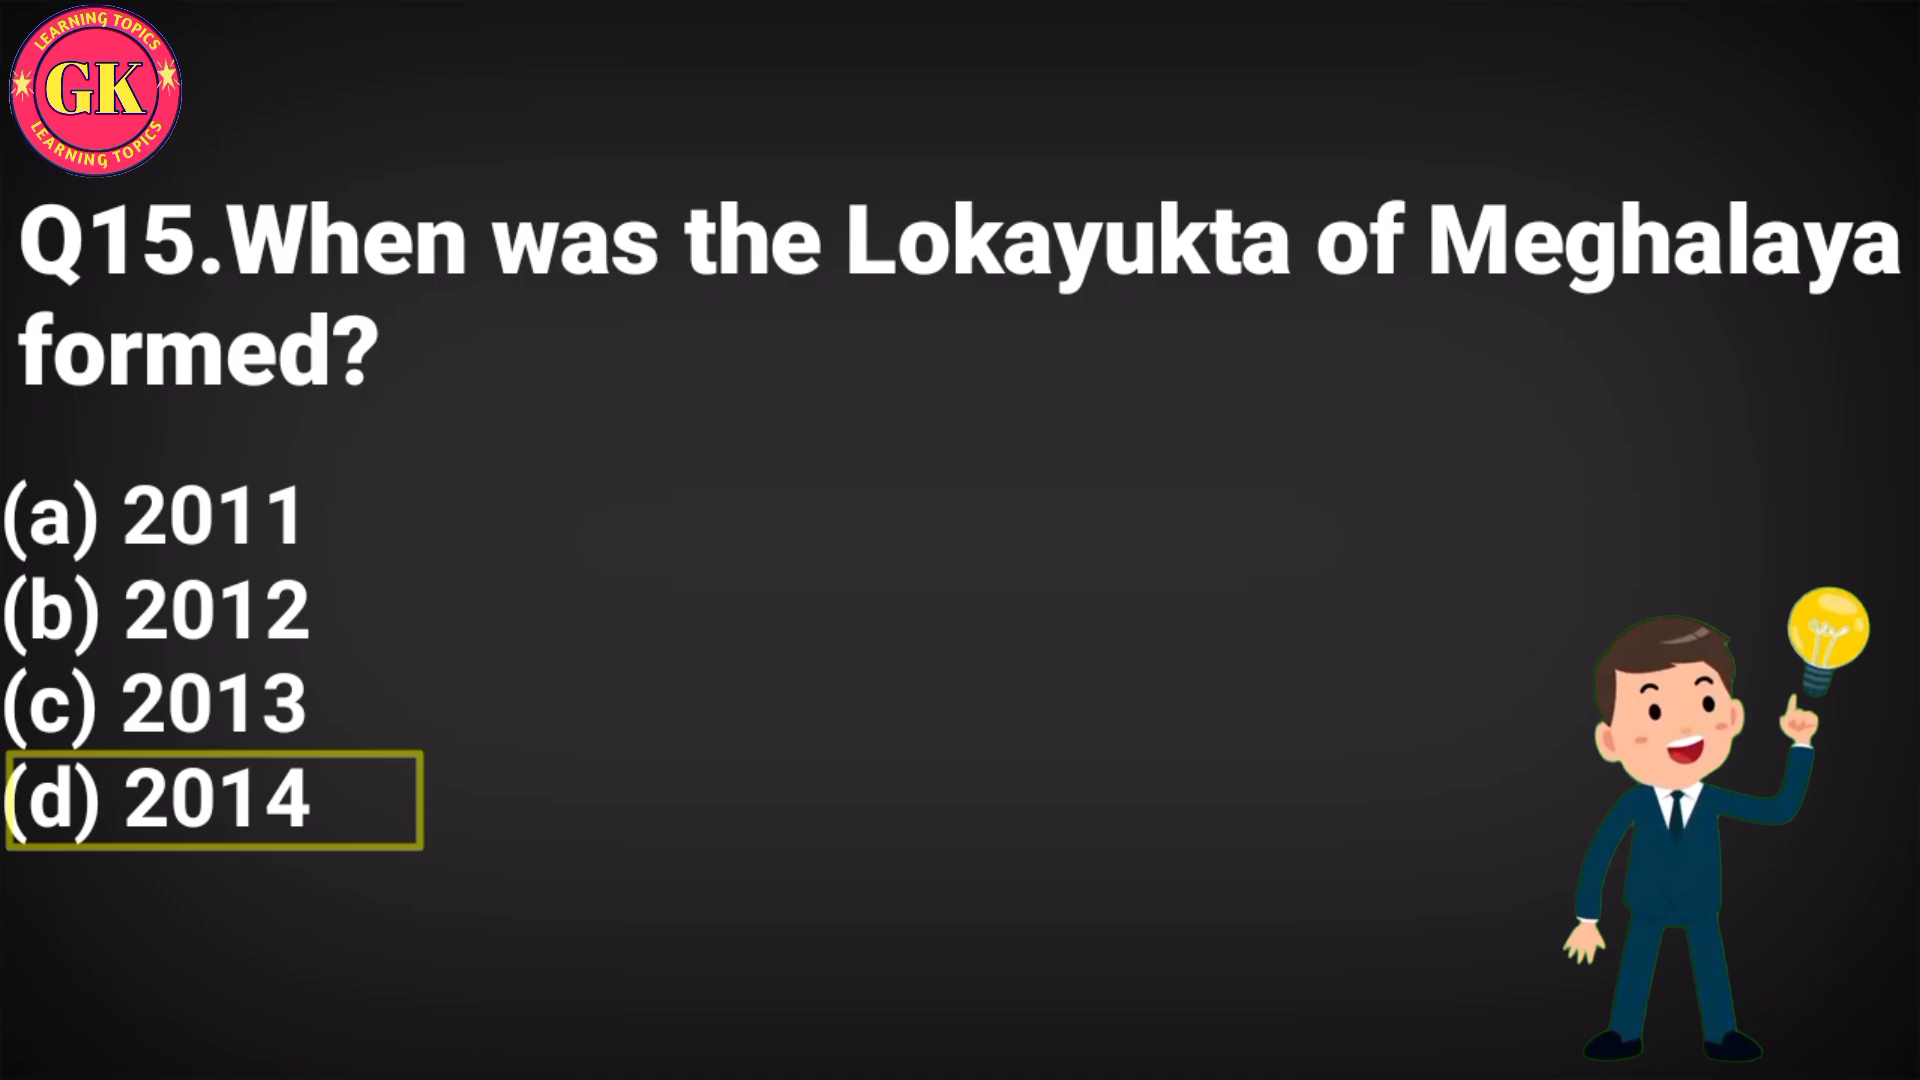 LEARNING TOPICS
GK
LEARNING TOPICS
Q15.When was the Lokayukta of Meghalaya
formed?
(a) 2011
(b) 2012
(c) 2013
(d) 2014